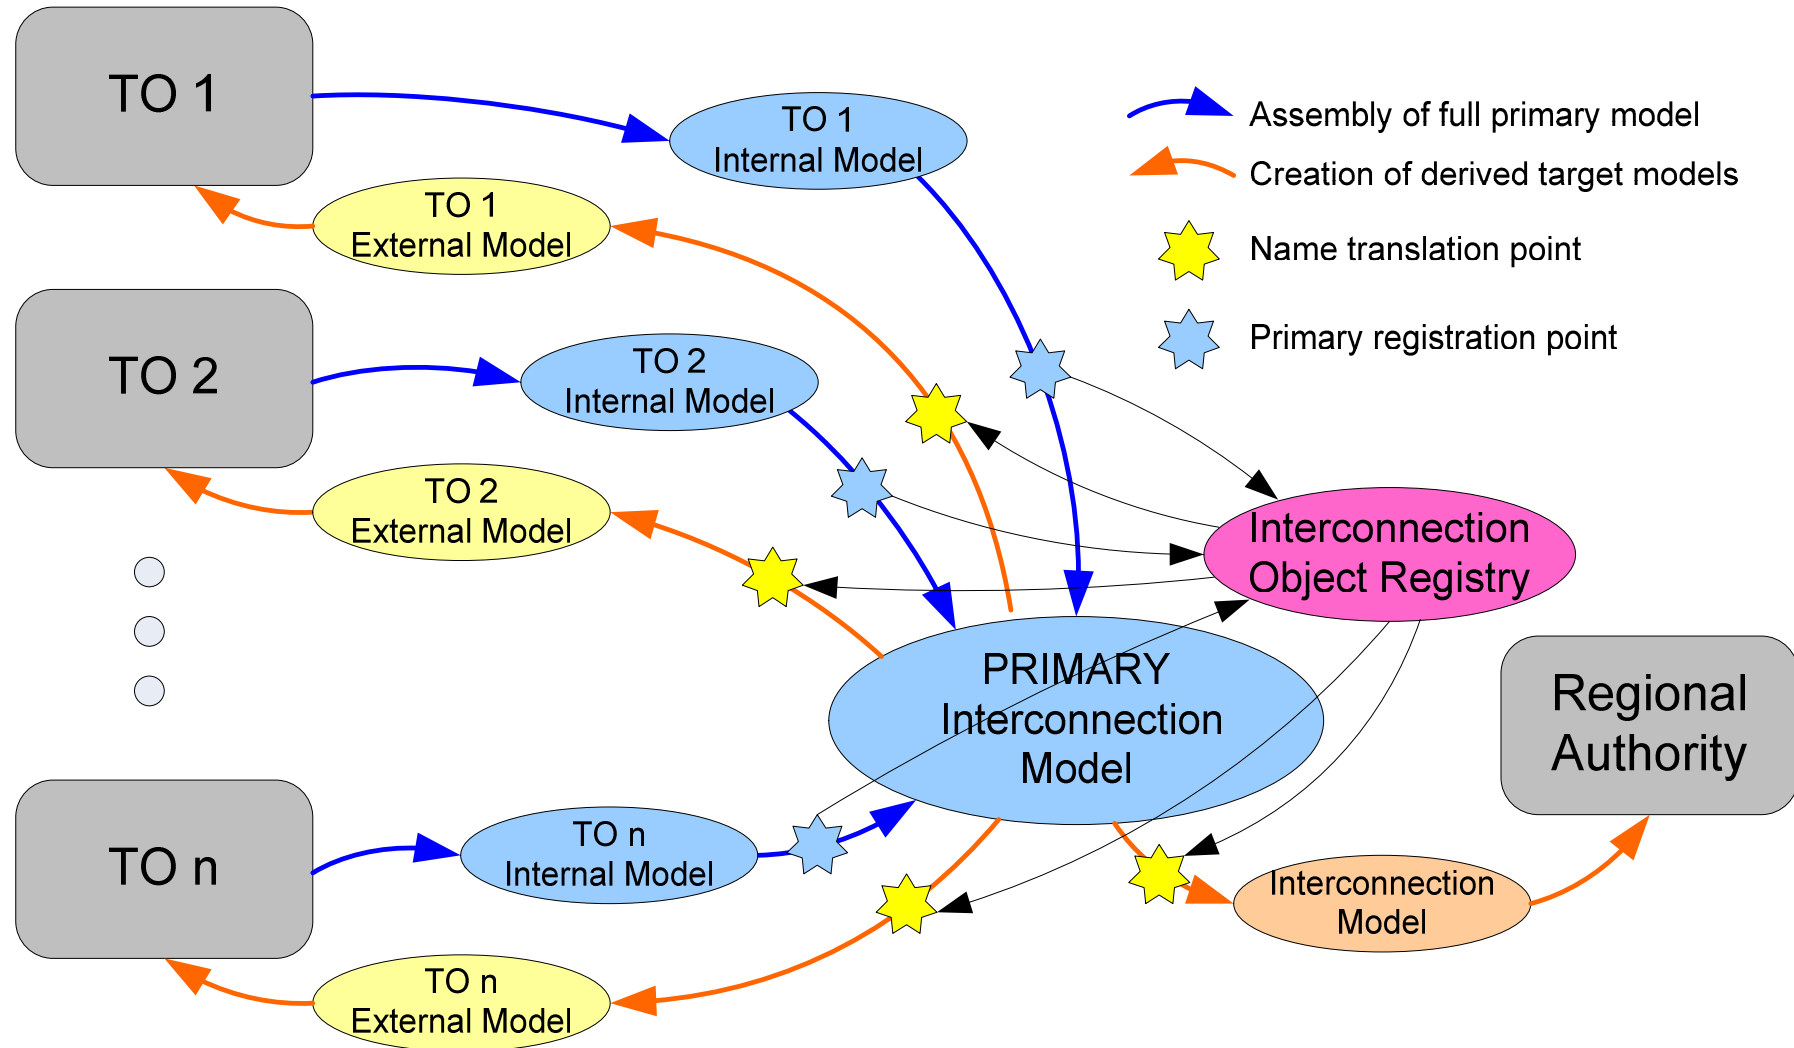 TO 1
TO 1
Internal Model
Assembly of full primary model
Creation of derived target models
TO 1
External Model
Name translation point
Primary registration point
TO 2
TO 2
Internal Model
TO 2
External Model
Interconnection
Object Registry
PRIMARY
Interconnection
Model
Regional
Authority
TO n
TO n
Internal Model
Interconnection
Model
TO n
External Model